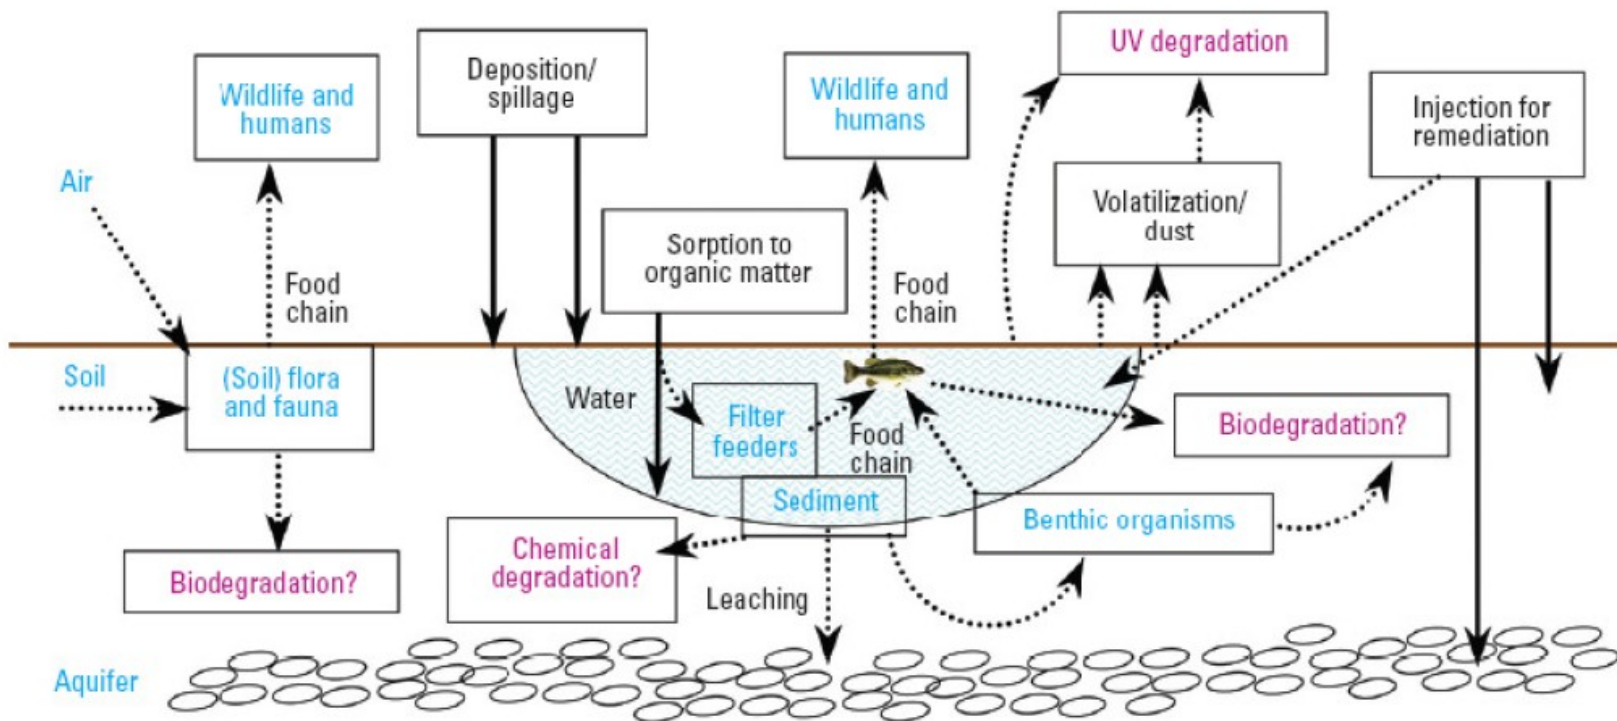 UV degradation
Deposition/
spillage
Wildlife and
humans
Wildlife and
humans
Injection for
remediation
Air
Volatilization/
dust
Sorption to
organic matter
Food
chain
Food
chain
Soil
(Soil) flora
and fauna
Water
Filter
feeders
Food
chain
Biodegradation?
Sediment
Benthic organisms
Chemical
degradation?
Biodegradation?
Leaching
Aquifer